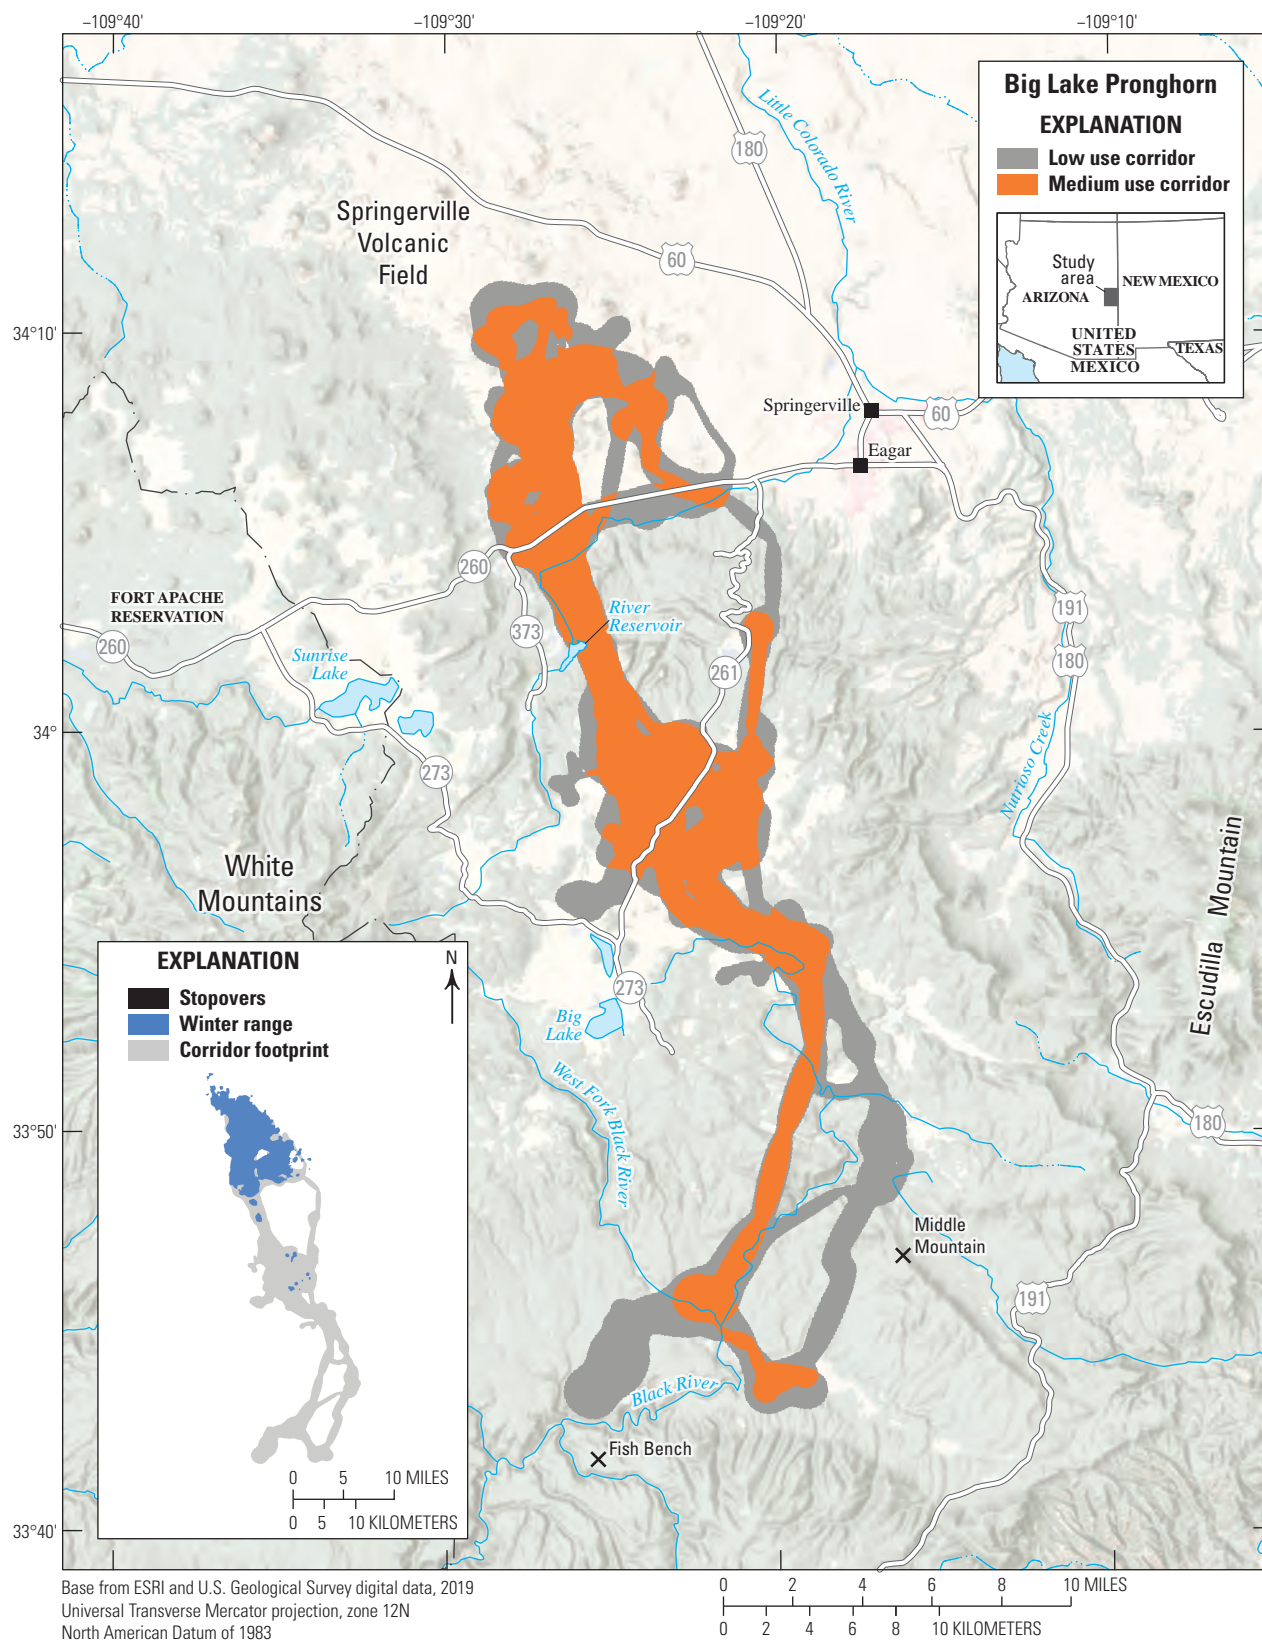 −109°40'
−109°30'
−109°20'
−109°10'
Big Lake Pronghorn
EXPLANATION
Low use corridor
Medium use corridor
Study
area
ARIZONA
NEW MEXICO
UNITED
STATES
MEXICO
TEXAS
Little Colorado River
180
60
Springerville
Volcanic
Field
34°10'
Springerville
60
Eagar
260
FORT APACHE
RESERVATION
260
373
River
Reservoir
191
180
Sunrise
Lake
261
34°
273
Nutrioso Creek
White
Mountains
Escudilla Mountain
273
Big
Lake
West Fork Black River
33°50'
180
Middle
Mountain
191
Black River
Fish Bench
33°40'
EXPLANATION
N
Stopovers
Winter range
Corridor footprint
0 5 10 MILES
0 5 10 KILOMETERS
Base from ESRI and U.S. Geological Survey digital data, 2019
Universal Transverse Mercator projection, zone 12N
North American Datum of 1983
0 2 4 6 8 10 MILES
0 2 4 6 8 10 KILOMETERS